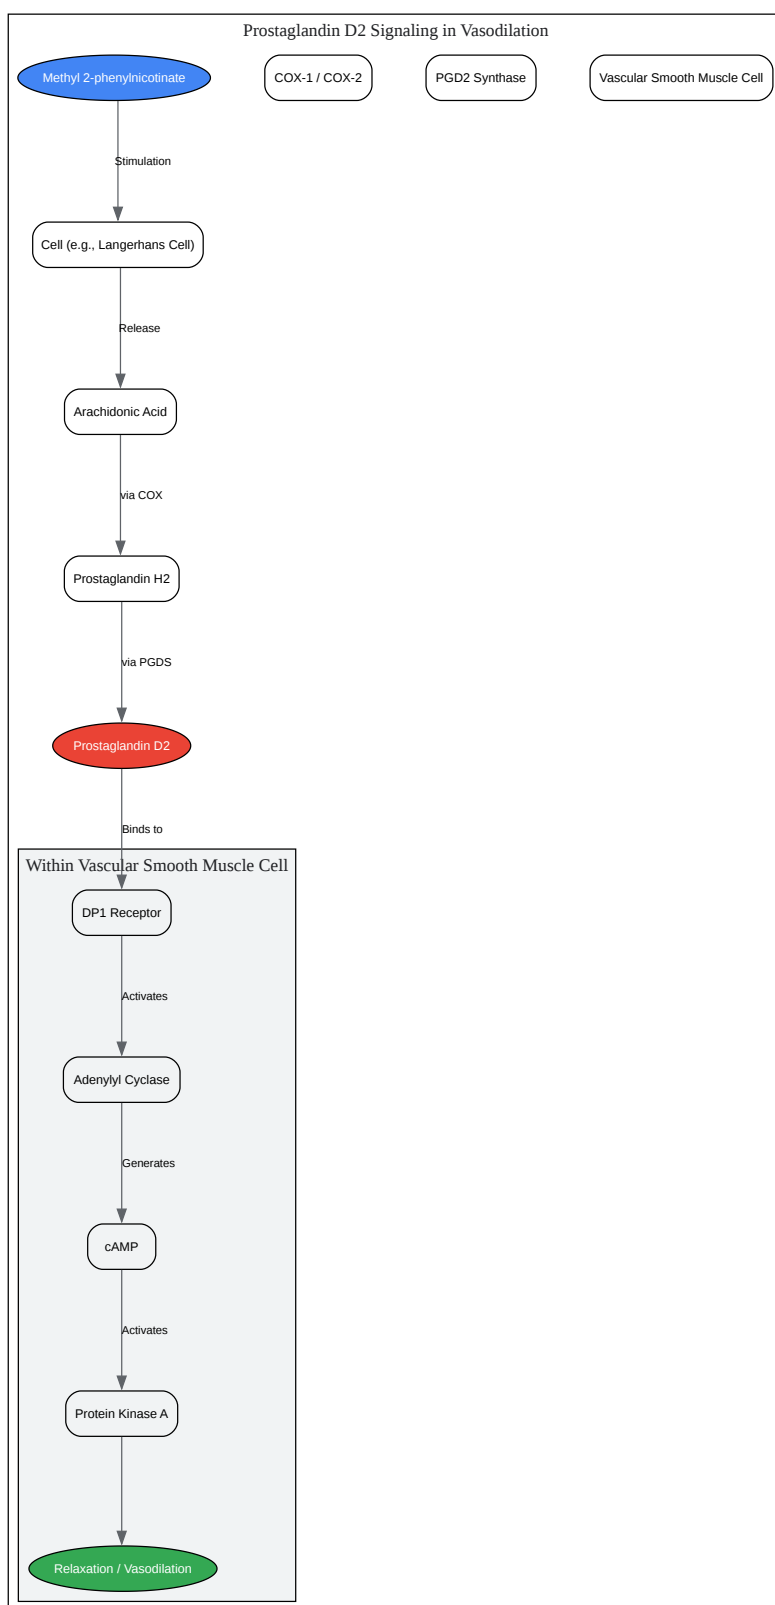 Prostaglandin D2 Signaling in Vasodilation
Methyl 2-phenylnicotinate
COX-1 / COX-2
PGD2 Synthase
Vascular Smooth Muscle Cell
Stimulation
Cell (e.g., Langerhans Cell)
Release
Arachidonic Acid
via COX
Prostaglandin H2
via PGDS
Prostaglandin D2
Binds to
Within Vascular Smooth Muscle Cell
DP1 Receptor
Activates
Adenylyl Cyclase
Generates
cAMP
Activates
Protein Kinase A
Relaxation / Vasodilation